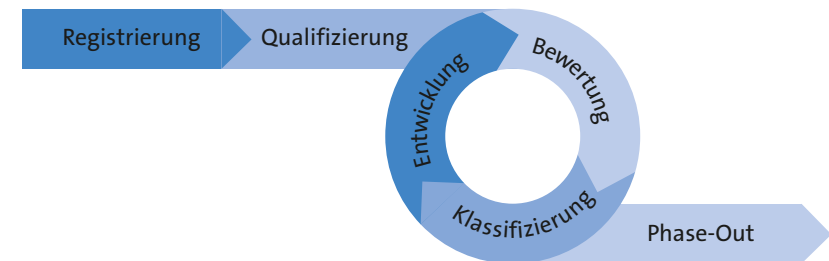 Registrierung
Qualifizierung
Bewertung
Klassifizierung
Entwicklung
Phase-Out